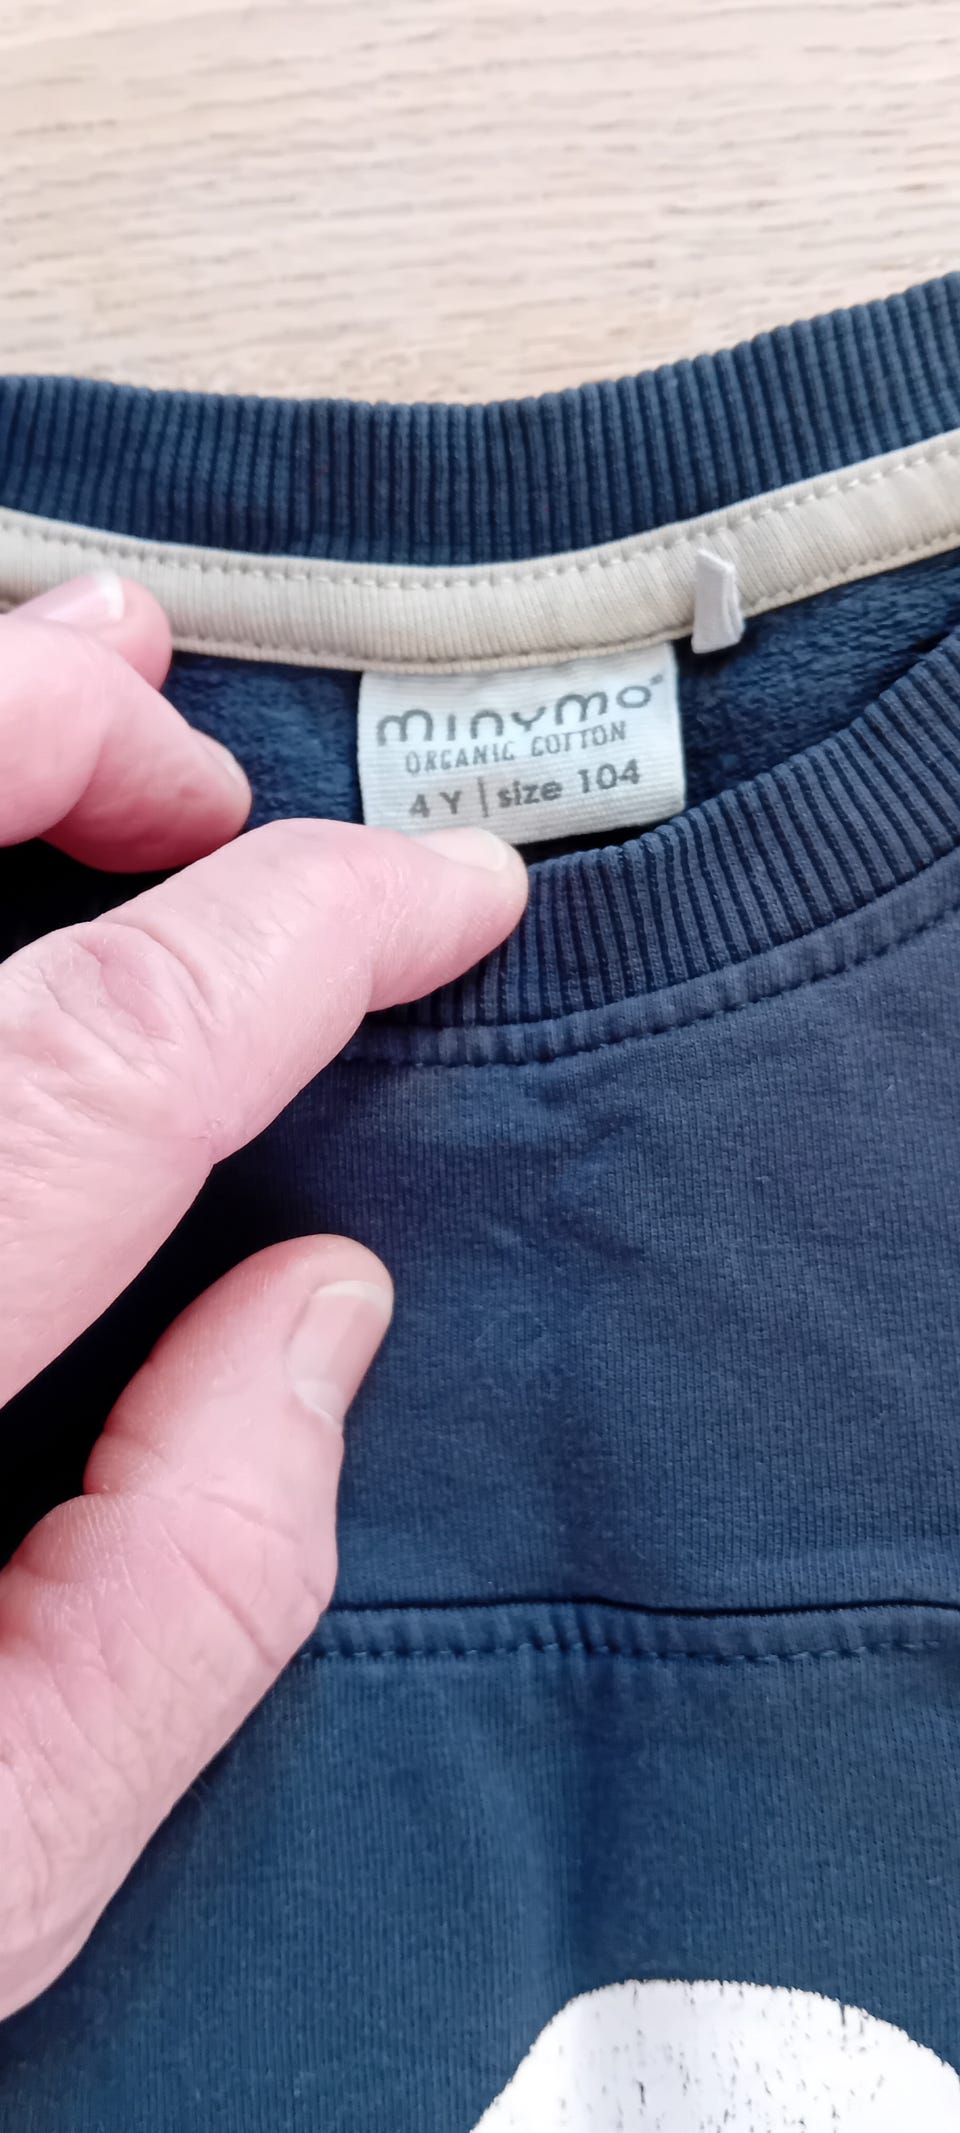 minymo®
ORGANIC COTTON
4 Y | size 104